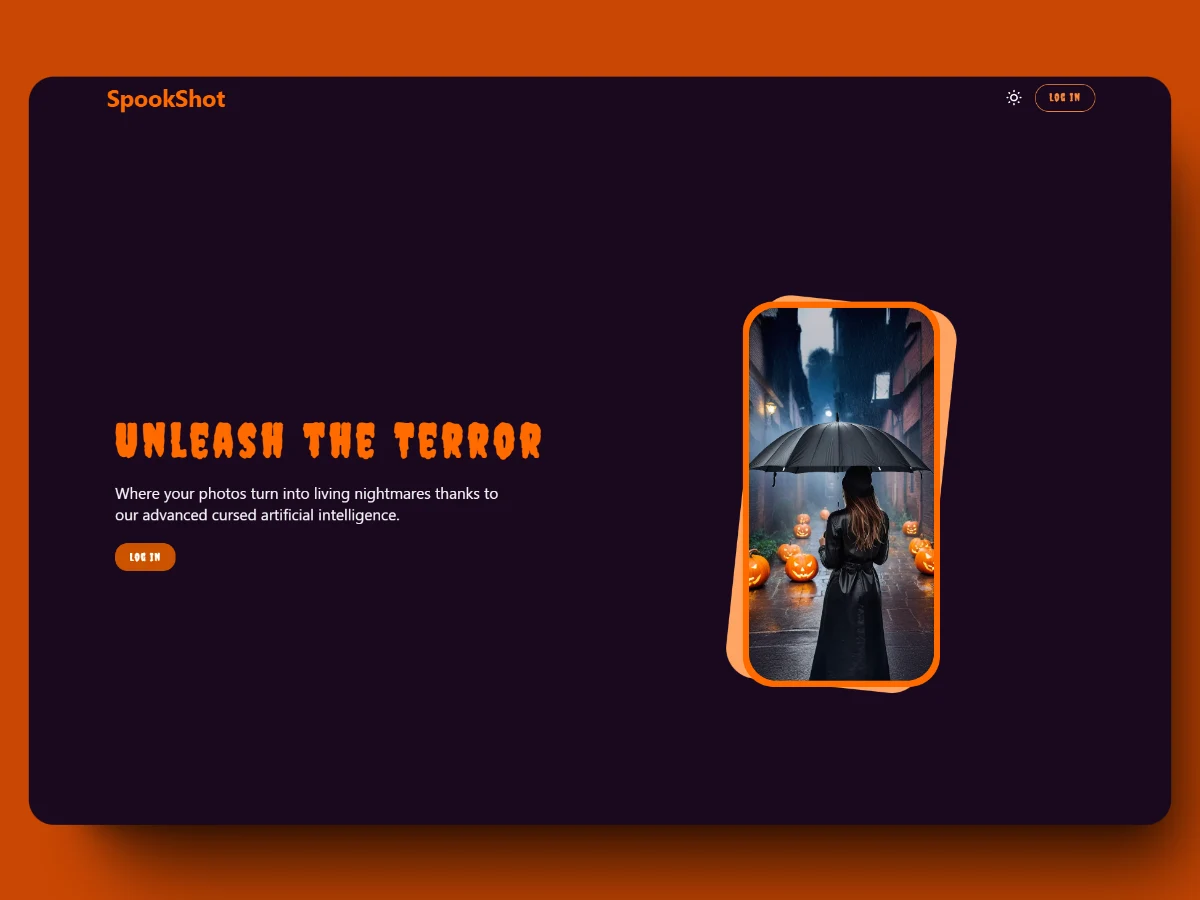 SpookShot
LOG IN
UNLEASH THE TERROR
Where your photos turn into living nightmares thanks to
our advanced cursed artificial intelligence.
LOG IN